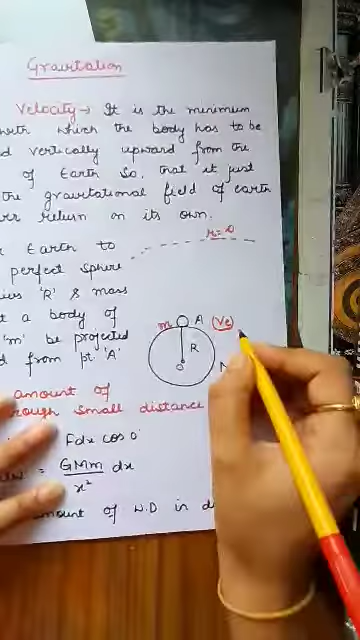 Gravitation
Velocity → It is the minimum
with which the body has to be
vertically upward from the
of Earth so, that it just
the gravitational field of earth
return on its own.
r = ∞
Earth to
perfect sphere
'R' & mass
a body of
m A (Ve)
'm' be projected
R
from pt. 'A'
O
amount of
through small distance
Fdx cos 0°
= GMm/x² dx
amount of W.D in